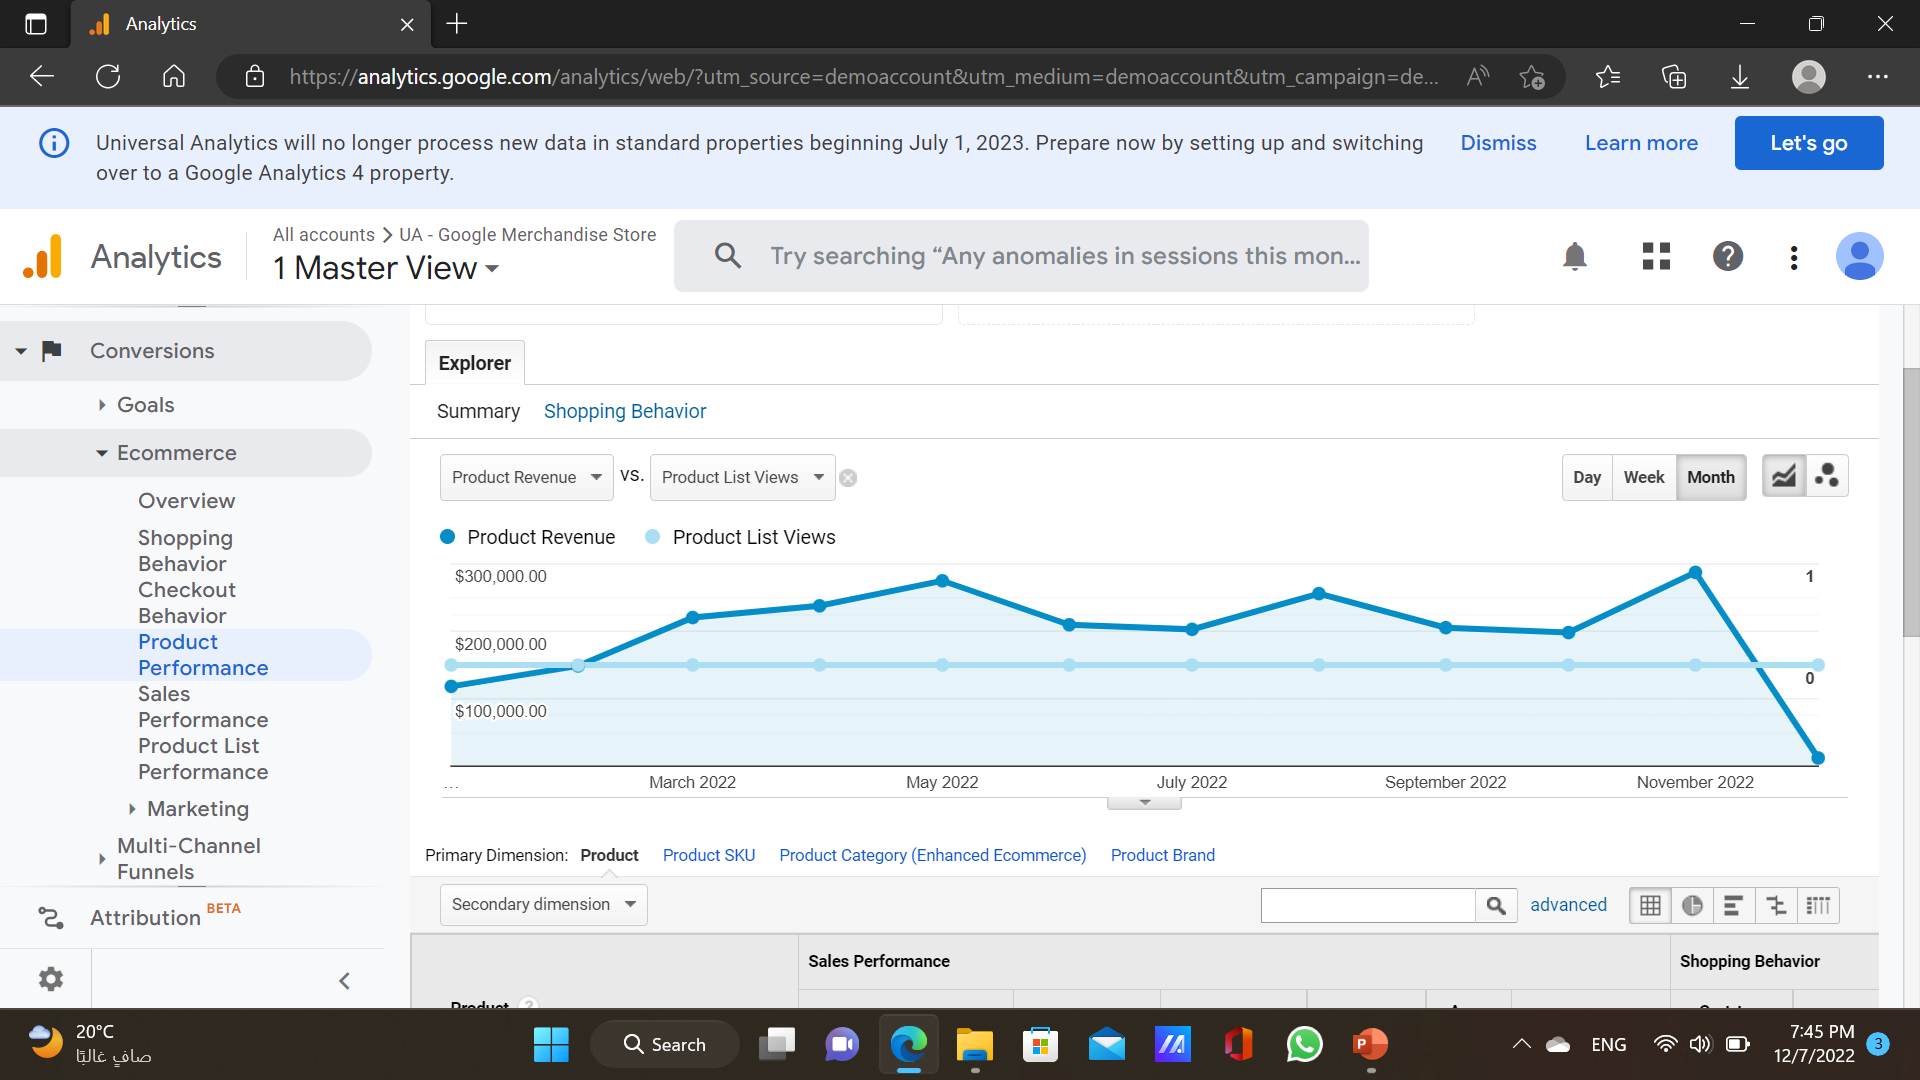 Analytics
https://analytics.google.com/analytics/web/?utm_source=demoaccount&utm_medium=demoaccount&utm_campaign=de...
Universal Analytics will no longer process new data in standard properties beginning July 1, 2023. Prepare now by setting up and switching
over to a Google Analytics 4 property.
Dismiss
Learn more
Let's go
Analytics
All accounts > UA - Google Merchandise Store
1 Master View
Try searching “Any anomalies in sessions this mon...
Conversions
Goals
Ecommerce
Overview
Shopping
Behavior
Checkout
Behavior
Product
Performance
Sales
Performance
Product List
Performance
Marketing
Multi-Channel
Funnels
Attribution BETA
Explorer
Summary
Shopping Behavior
Product Revenue
VS.
Product List Views
Day
Week
Month
Product Revenue
Product List Views
$300,000.00
1
$200,000.00
0
$100,000.00
...
March 2022
May 2022
July 2022
September 2022
November 2022
Primary Dimension:
Product
Product SKU
Product Category (Enhanced Ecommerce)
Product Brand
Secondary dimension
advanced
Sales Performance
Shopping Behavior
Product
20°C
صافٍ غالبًا
Search
ENG
7:45 PM
12/7/2022
3